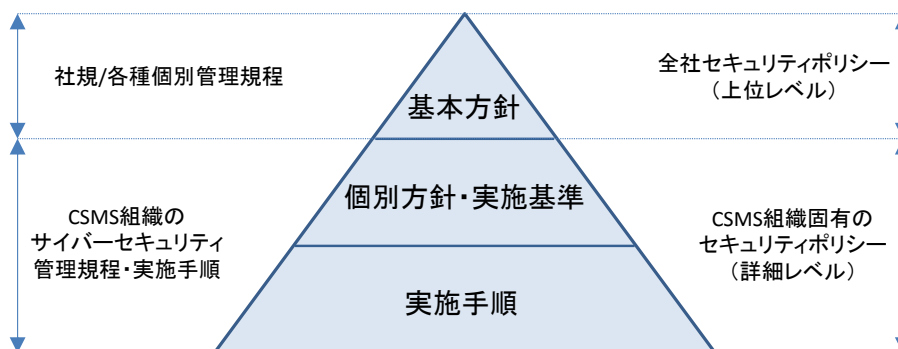 社規/各種個別管理規程
基本方針
全社セキュリティポリシー
（上位レベル）
CSMS組織の
サイバーセキュリティ
管理規程・実施手順
個別方針・実施基準
CSMS組織固有の
セキュリティポリシー
（詳細レベル）
実施手順